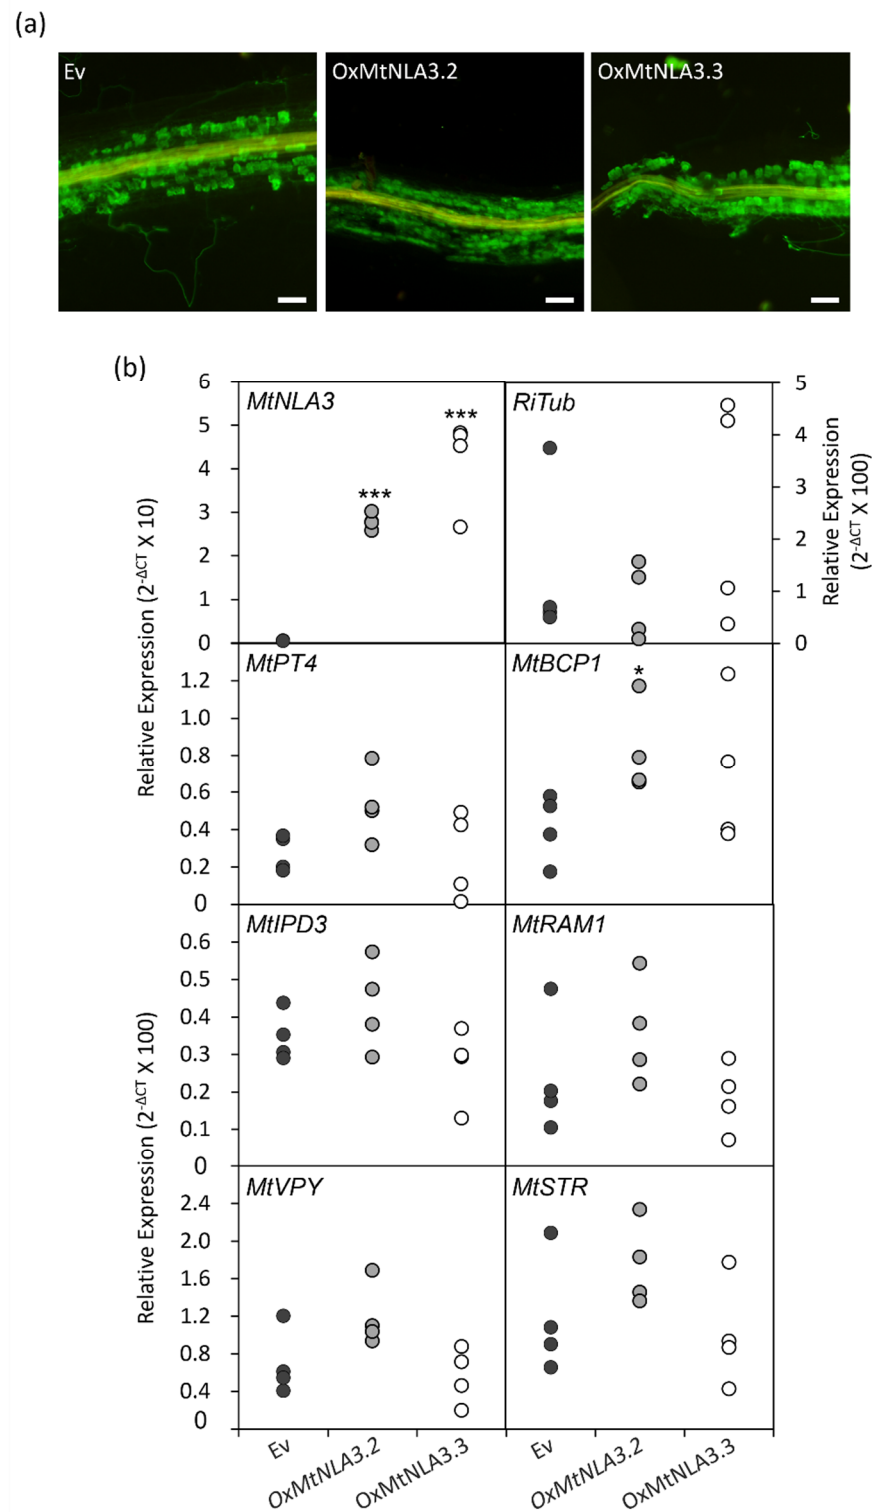 (a)
Ev
OxMtNLA3.2
OxMtNLA3.3
(b)
Relative Expression (2-ΔCT X 10)
6
5
4
3
2
1
0
MtNLA3
***
***
RiTub
5
4
3
2
1
0
Relative Expression
(2-ΔCT X 100)
1.2
1.0
0.8
0.6
0.4
0.2
0
MtPT4
MtBCP1
*
Relative Expression (2-ΔCT X 100)
0.6
0.5
0.4
0.3
0.2
0.1
0
MtIPD3
MtRAM1
2.4
2.0
1.6
1.2
0.8
0.4
0
MtVPY
MtSTR
Ev
OxMtNLA3.2
OxMtNLA3.3
Ev
OxMtNLA3.2
OxMtNLA3.3